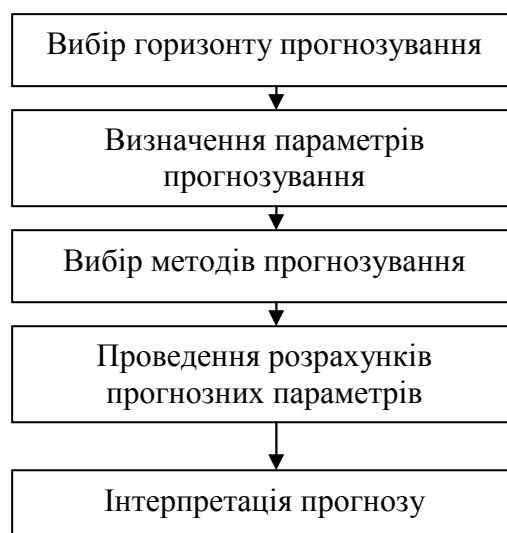 Вибір горизонту прогнозування
Визначення параметрів
прогнозування
Вибір методів прогнозування
Проведення розрахунків
прогнозних параметрів
Інтерпретація прогнозу